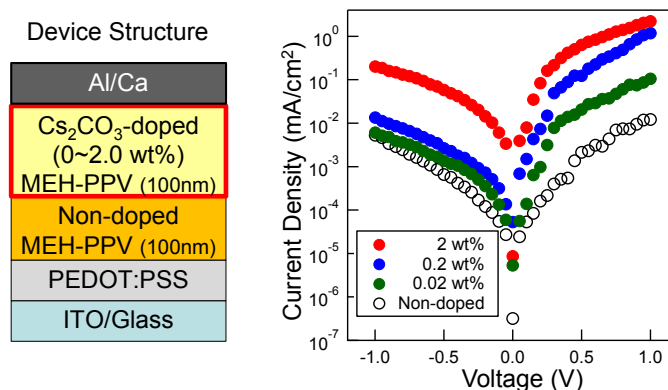 Device Structure
Al/Ca
Cs₂CO₃-doped
(0~2.0 wt%)
MEH-PPV (100nm)
Non-doped
MEH-PPV (100nm)
PEDOT:PSS
ITO/Glass
Current Density (mA/cm²)
10⁰
10⁻¹
10⁻²
10⁻³
10⁻⁴
10⁻⁵
10⁻⁶
10⁻⁷
2 wt%
0.2 wt%
0.02 wt%
Non-doped
-1.0 -0.5 0.0 0.5 1.0
Voltage (V)